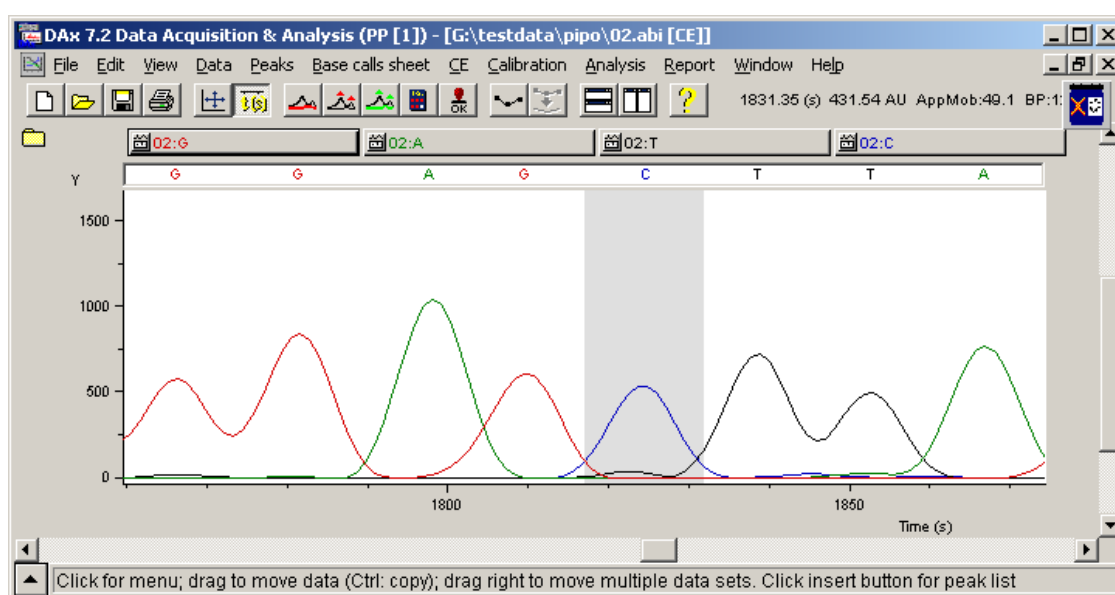 DAx 7.2 Data Acquisition & Analysis (PP [1]) - [G:\testdata\pipo\02.abi [CE]]
File Edit View Data Peaks Base calls sheet CE Calibration Analysis Report Window Help
1831.35 (s) 431.54 AU AppMob:49.1 BP:1
02:G 02:A 02:T 02:C
Y G G A G C T T A
1500
1000
500
0
1800 1850
Time (s)
Click for menu; drag to move data (Ctrl: copy); drag right to move multiple data sets. Click insert button for peak list